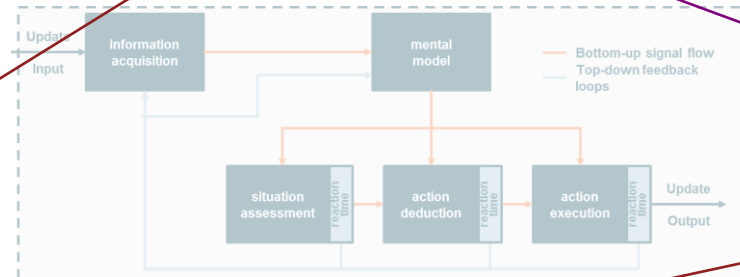 Update
Input
information
acquisition
mental
model
Bottom-up signal flow
Top-down feedback
loops
situation
assessment
reaction
time
action
deduction
reaction
time
action
execution
reaction
time
Update
Output